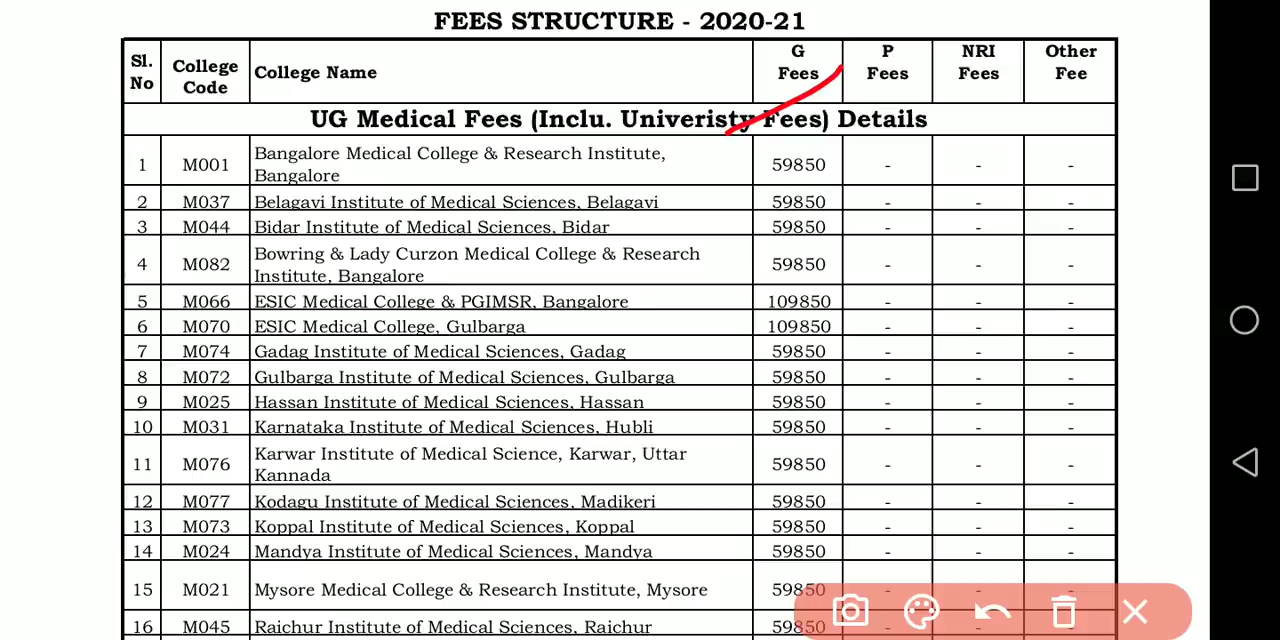 FEES STRUCTURE - 2020-21
Sl. No College Code College Name G Fees P Fees NRI Fees Other Fee
UG Medical Fees (Inclu. Univeristy Fees) Details
1 M001 Bangalore Medical College & Research Institute, Bangalore 59850 - - -
2 M037 Belagavi Institute of Medical Sciences, Belagavi 59850 - - -
3 M044 Bidar Institute of Medical Sciences, Bidar 59850 - - -
4 M082 Bowring & Lady Curzon Medical College & Research Institute, Bangalore 59850 - - -
5 M066 ESIC Medical College & PGIMSR, Bangalore 109850 - - -
6 M070 ESIC Medical College, Gulbarga 109850 - - -
7 M074 Gadag Institute of Medical Sciences, Gadag 59850 - - -
8 M072 Gulbarga Institute of Medical Sciences, Gulbarga 59850 - - -
9 M025 Hassan Institute of Medical Sciences, Hassan 59850 - - -
10 M031 Karnataka Institute of Medical Sciences, Hubli 59850 - - -
11 M076 Karwar Institute of Medical Science, Karwar, Uttar Kannada 59850 - - -
12 M077 Kodagu Institute of Medical Sciences, Madikeri 59850 - - -
13 M073 Koppal Institute of Medical Sciences, Koppal 59850 - - -
14 M024 Mandya Institute of Medical Sciences, Mandya 59850 - - -
15 M021 Mysore Medical College & Research Institute, Mysore 59850
16 M045 Raichur Institute of Medical Sciences, Raichur 59850